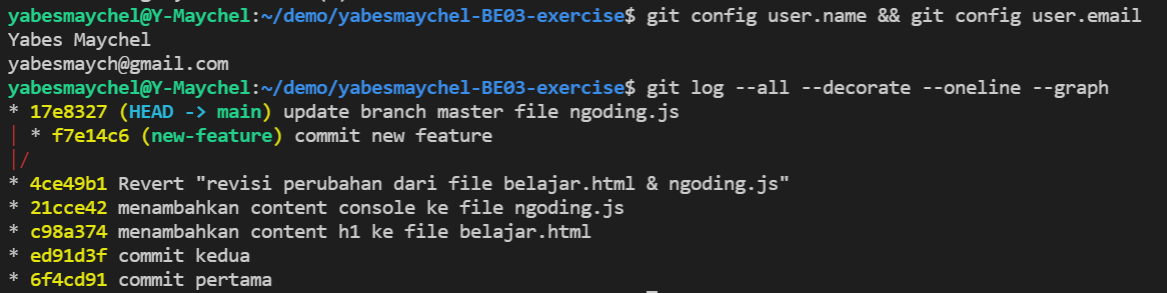 yabesmaychel@Y-Maychel:~/demo/yabesmaychel-BE03-exercise$ git config user.name && git config user.email
Yabes Maychel
yabesmaych@gmail.com
yabesmaychel@Y-Maychel:~/demo/yabesmaychel-BE03-exercise$ git log --all --decorate --oneline --graph
* 17e8327 (HEAD -> main) update branch master file ngoding.js
| * f7e14c6 (new-feature) commit new feature
|/
* 4ce49b1 Revert "revisi perubahan dari file belajar.html & ngoding.js"
* 21cce42 menambahkan content console ke file ngoding.js
* c98a374 menambahkan content h1 ke file belajar.html
* ed91d3f commit kedua
* 6f4cd91 commit pertama